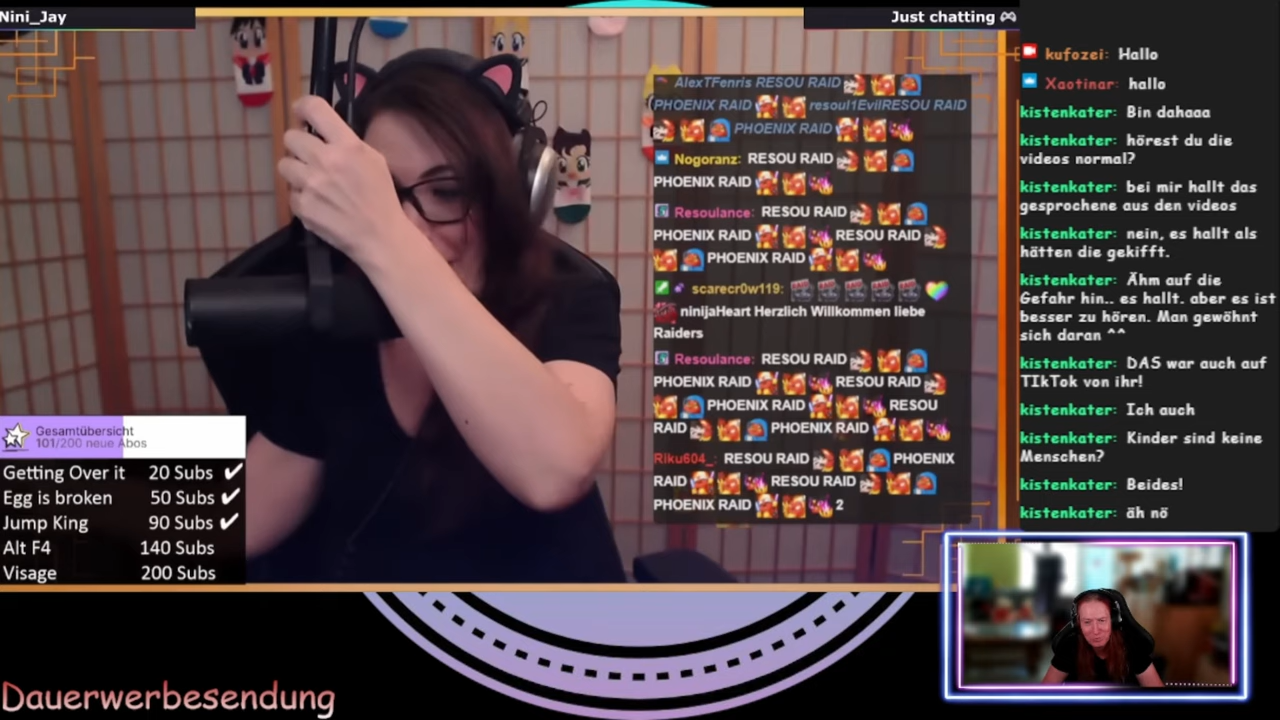 Nini_Jay
Just chatting
AlexTFenris RESOU RAID
PHOENIX RAID resou1EvilRESOU RAID
PHOENIX RAID
Nogoranz: RESOU RAID
PHOENIX RAID
Resoulance: RESOU RAID
PHOENIX RAID RESOU RAID
PHOENIX RAID
scarecr0w119:
ninijaHeart Herzlich Willkommen liebe
Raiders
Resoulance: RESOU RAID
PHOENIX RAID RESOU RAID
PHOENIX RAID RESOU
RAID PHOENIX RAID
Riku604_: RESOU RAID PHOENIX
RAID RESOU RAID
PHOENIX RAID 2
kufozei: Hallo
Xaotinar: hallo
kistenkater: Bin dahaaa
kistenkater: hörest du die
videos normal?
kistenkater: bei mir hallt das
gesprochene aus den videos
kistenkater: nein, es hallt als
hätten die gekifft.
kistenkater: Ähm auf die
Gefahr hin.. es hallt. aber es ist
besser zu hören. Man gewöhnt
sich daran ^^
kistenkater: DAS war auch auf
TIkTok von ihr!
kistenkater: Ich auch
kistenkater: Kinder sind keine
Menschen?
kistenkater: Beides!
kistenkater: äh nö
Gesamtübersicht
101/200 neue Abos
Getting Over it 20 Subs ✔
Egg is broken 50 Subs ✔
Jump King 90 Subs ✔
Alt F4 140 Subs
Visage 200 Subs
Dauerwerbesendung